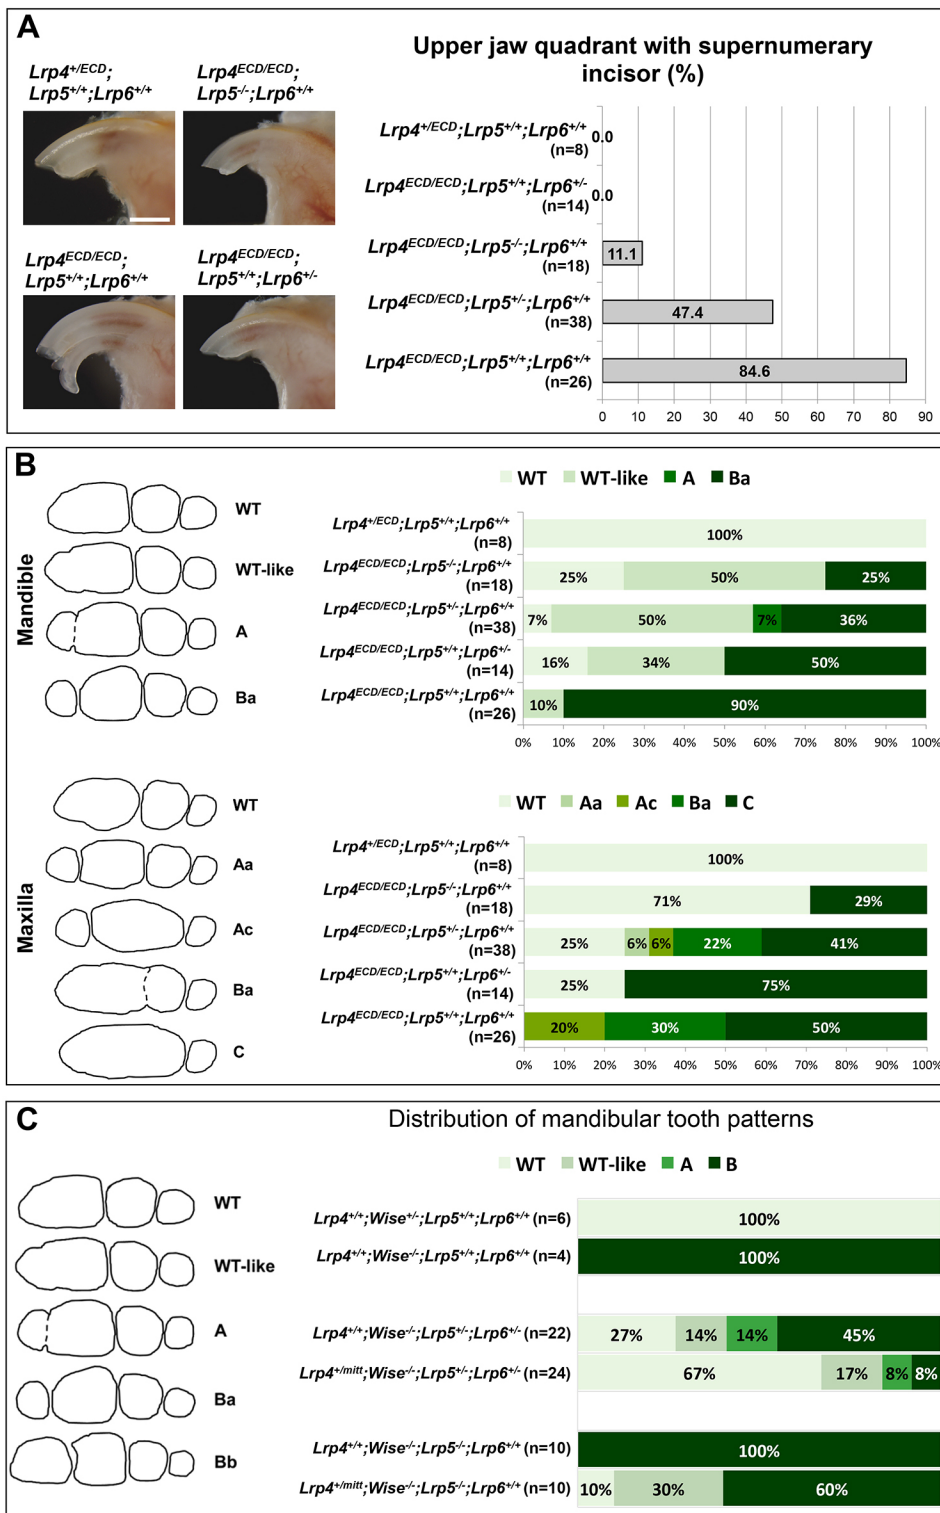 A
Upper jaw quadrant with supernumerary
incisor (%)
Lrp4+/ECD;
Lrp5+/+;Lrp6+/+
Lrp4ECD/ECD;
Lrp5-/-;Lrp6+/+
Lrp4ECD/ECD;
Lrp5+/+;Lrp6+/+
Lrp4ECD/ECD;
Lrp5+/+;Lrp6+/-
Lrp4+/ECD;Lrp5+/+;Lrp6+/+
(n=8)
0.0
Lrp4ECD/ECD;Lrp5+/+;Lrp6+/-
(n=14)
0.0
Lrp4ECD/ECD;Lrp5-/-;Lrp6+/+
(n=18)
11.1
Lrp4ECD/ECD;Lrp5+/-;Lrp6+/+
(n=38)
47.4
Lrp4ECD/ECD;Lrp5+/+;Lrp6+/+
(n=26)
84.6
0 10 20 30 40 50 60 70 80 90
B
Mandible
WT
WT-like
A
Ba
WT WT-like A Ba
Lrp4+/ECD;Lrp5+/+;Lrp6+/+
(n=8)
100%
Lrp4ECD/ECD;Lrp5-/-;Lrp6+/+
(n=18)
25% 50% 25%
Lrp4ECD/ECD;Lrp5+/-;Lrp6+/+
(n=38)
7% 50% 7% 36%
Lrp4ECD/ECD;Lrp5+/+;Lrp6+/-
(n=14)
16% 34% 50%
Lrp4ECD/ECD;Lrp5+/+;Lrp6+/+
(n=26)
10% 90%
0% 10% 20% 30% 40% 50% 60% 70% 80% 90% 100%
Maxilla
WT
Aa
Ac
Ba
C
WT Aa Ac Ba C
Lrp4+/ECD;Lrp5+/+;Lrp6+/+
(n=8)
100%
Lrp4ECD/ECD;Lrp5-/-;Lrp6+/+
(n=18)
71% 29%
Lrp4ECD/ECD;Lrp5+/-;Lrp6+/+
(n=38)
25% 6% 6% 22% 41%
Lrp4ECD/ECD;Lrp5+/+;Lrp6+/-
(n=14)
25% 75%
Lrp4ECD/ECD;Lrp5+/+;Lrp6+/+
(n=26)
20% 30% 50%
0% 10% 20% 30% 40% 50% 60% 70% 80% 90% 100%
C
Distribution of mandibular tooth patterns
WT
WT-like
A
Ba
Bb
WT WT-like A B
Lrp4+/+;Wise+/-;Lrp5+/+;Lrp6+/+ (n=6)
100%
Lrp4+/+;Wise-/-;Lrp5+/+;Lrp6+/+ (n=4)
100%
Lrp4+/+;Wise-/-;Lrp5+/-;Lrp6+/- (n=22)
27% 14% 14% 45%
Lrp4+/mitt;Wise-/-;Lrp5+/-;Lrp6+/- (n=24)
67% 17% 8% 8%
Lrp4+/+;Wise-/-;Lrp5-/-;Lrp6+/+ (n=10)
100%
Lrp4+/mitt;Wise-/-;Lrp5-/-;Lrp6+/+ (n=10)
10% 30% 60%